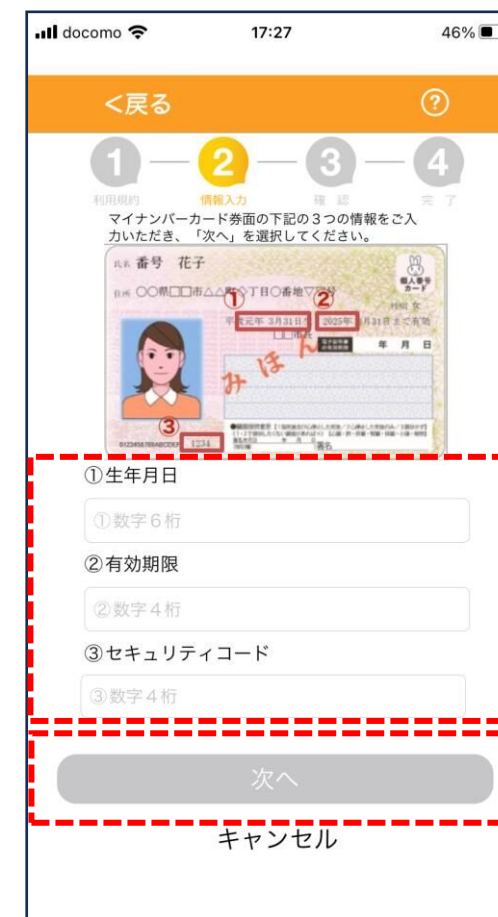 docomo 17:27 46%
<戻る ?
1 2 3 4
利用規約 情報入力 確認 完了
マイナンバーカード券面の下記の3つの情報をご入
力いただき、「次へ」を選択してください。
氏名 番号 花子
個人番号
カード
住所 〇〇県□□市△△町◇丁目〇番地▽▽号
① ②
性別 女
平成元年 3月31日生 2025年 3月31日まで有効
□□市長
年 月 日
みほん
③
0123456789ABCDEF 1234
署名
①生年月日
①数字6桁
②有効期限
②数字4桁
③セキュリティコード
③数字4桁
次へ
キャンセル